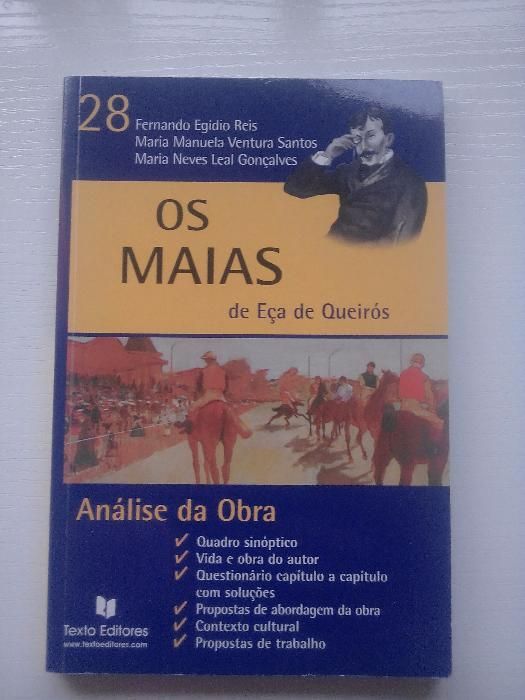 28
Fernando Egídio Reis
Maria Manuela Ventura Santos
Maria Neves Leal Gonçalves
OS
MAIAS
de Eça de Queirós
Análise da Obra
✓ Quadro sinóptico
✓ Vida e obra do autor
✓ Questionário capítulo a capítulo
com soluções
✓ Propostas de abordagem da obra
✓ Contexto cultural
✓ Propostas de trabalho
Texto Editores
www.textoeditores.com